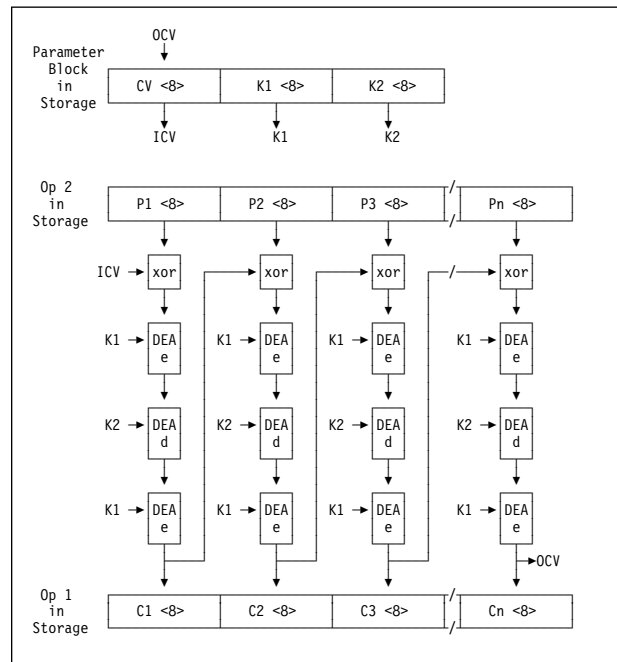 OCV
Parameter
Block
in
Storage
CV <8> K1 <8> K2 <8>
ICV K1 K2
Op 2
in
Storage
P1 <8> P2 <8> P3 <8> / Pn <8>
/
ICV xor xor xor / xor
K1 DEA e K1 DEA e K1 DEA e K1 DEA e
K2 DEA d K2 DEA d K2 DEA d K2 DEA d
K1 DEA e K1 DEA e K1 DEA e K1 DEA e
OCV
Op 1
in
Storage
C1 <8> C2 <8> C3 <8> / Cn <8>
/